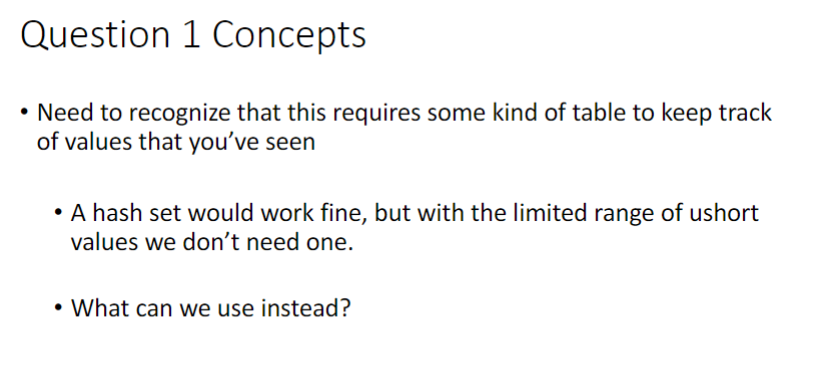 Question 1 Concepts
• Need to recognize that this requires some kind of table to keep track
of values that you've seen
• A hash set would work fine, but with the limited range of ushort
values we don't need one.
• What can we use instead?